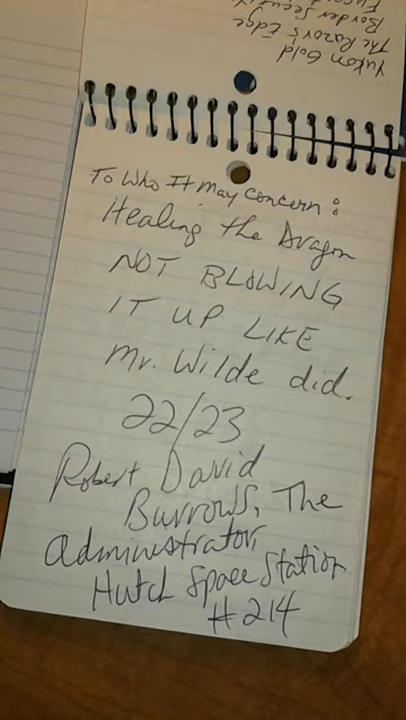 Yukon Gold
The Razor's Edge
Border Securit
To Who It May Concern:
Healing the Dragon
NOT BLOWING
IT UP LIKE
Mr. Wilde did.
22/23
Robert David
Burrows, The
Administrator,
Hutch Space Station
#214